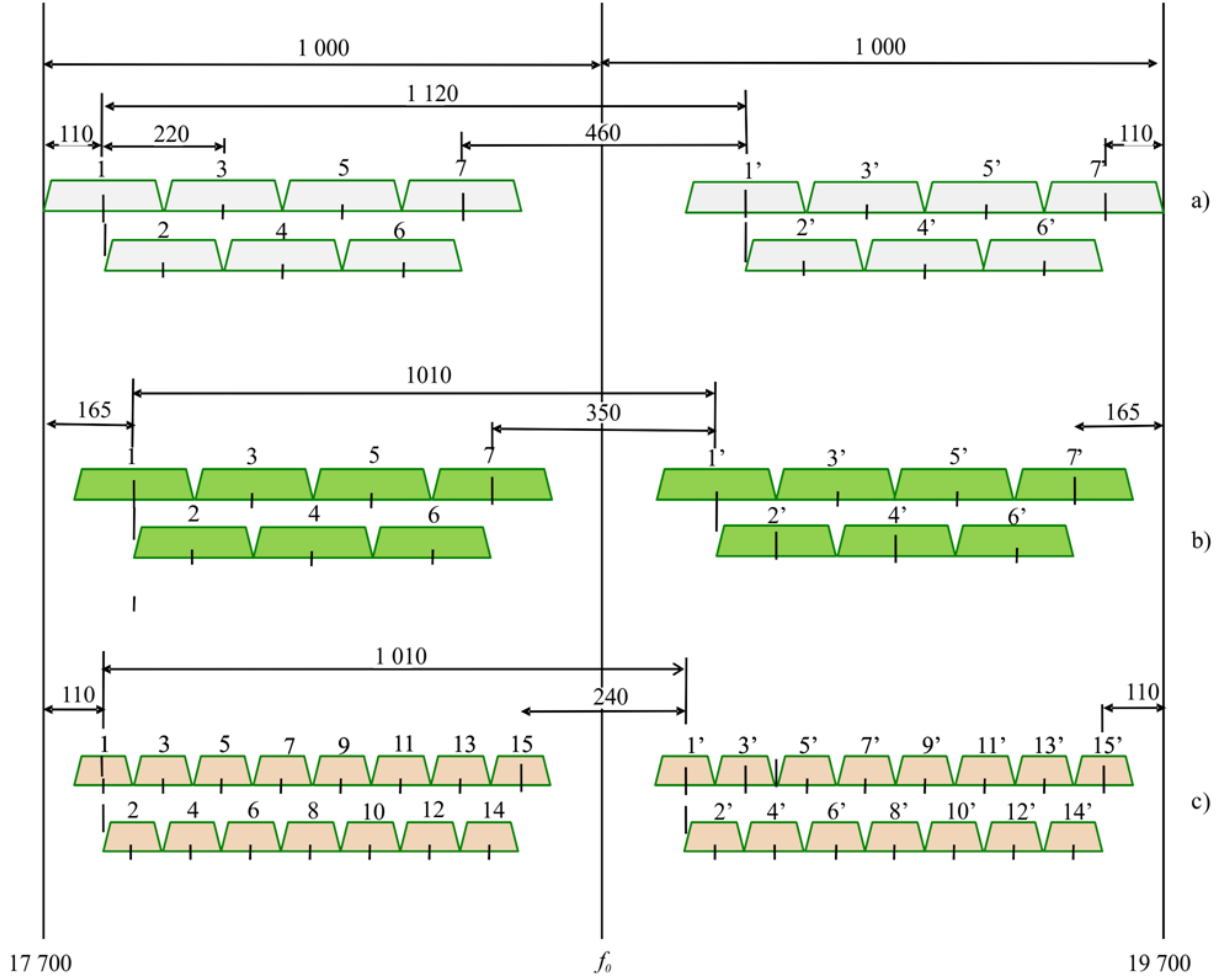 1 000 1 000
1 120
110 220 460 110
1 3 5 7 1’ 3’ 5’ 7’
a)
2 4 6 2’ 4’ 6’
1010
165 350 165
1 3 5 7 1’ 3’ 5’ 7’
2 4 6 2’ 4’ 6’
b)
1 010
110 240 110
1 3 5 7 9 11 13 15 1’ 3’ 5’ 7’ 9’ 11’ 13’ 15’
c)
2 4 6 8 10 12 14 2’ 4’ 6’ 8’ 10’ 12’ 14’
17 700 f₀ 19 700